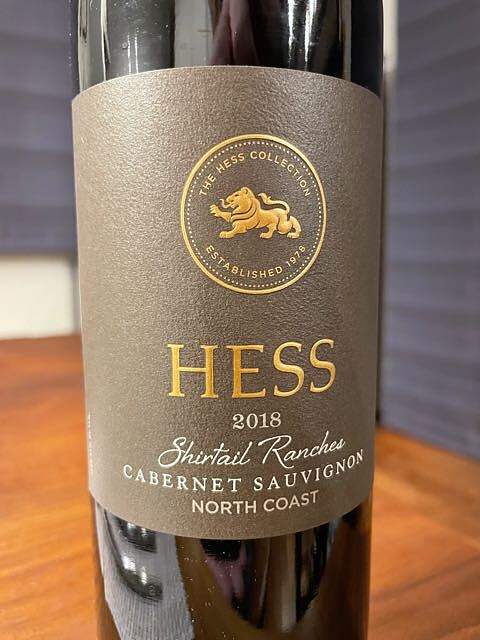 THE HESS COLLECTION
ESTABLISHED 1978
HESS
2018
Shirtail Ranches
CABERNET SAUVIGNON
NORTH COAST